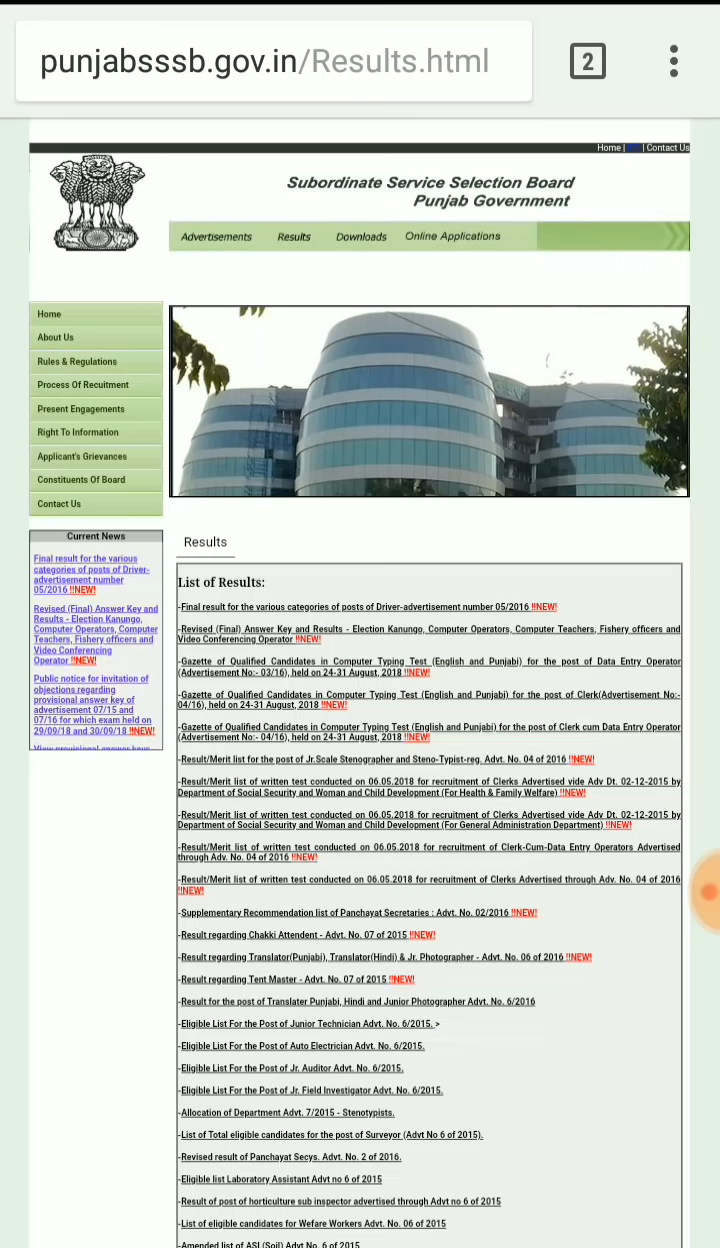 punjabsssb.gov.in/Results.html
2
Home | | Contact Us
Subordinate Service Selection Board
Punjab Government
Advertisements Results Downloads Online Applications
Home
About Us
Rules & Regulations
Process Of Recuitment
Present Engagements
Right To Information
Applicant's Grievances
Constituents Of Board
Contact Us
Current News
Final result for the various
categories of posts of Driver-
advertisement number
05/2016 !!NEW!
Revised (Final) Answer Key and
Results - Election Kanungo,
Computer Operators, Computer
Teachers, Fishery officers and
Video Conferencing
Operator !!NEW!
Public notice for invitation of
objections regarding
provisional answer key of
advertisement 07/15 and
07/16 for which exam held on
29/09/18 and 30/09/18 !!NEW!
View provisional answer keys
Results
List of Results:
-Final result for the various categories of posts of Driver-advertisement number 05/2016 !!NEW!
-Revised (Final) Answer Key and Results - Election Kanungo, Computer Operators, Computer Teachers, Fishery officers and
Video Conferencing Operator !!NEW!
-Gazette of Qualified Candidates in Computer Typing Test (English and Punjabi) for the post of Data Entry Operator
(Advertisement No:- 03/16), held on 24-31 August, 2018 !!NEW!
-Gazette of Qualified Candidates in Computer Typing Test (English and Punjabi) for the post of Clerk(Advertisement No:-
04/16), held on 24-31 August, 2018 !!NEW!
-Gazette of Qualified Candidates in Computer Typing Test (English and Punjabi) for the post of Clerk cum Data Entry Operator
(Advertisement No:- 04/16), held on 24-31 August, 2018 !!NEW!
-Result/Merit list for the post of Jr.Scale Stenographer and Steno-Typist-reg. Advt. No. 04 of 2016 !!NEW!
-Result/Merit list of written test conducted on 06.05.2018 for recruitment of Clerks Advertised vide Adv Dt. 02-12-2015 by
Department of Social Security and Woman and Child Development (For Health & Family Welfare) !!NEW!
-Result/Merit list of written test conducted on 06.05.2018 for recruitment of Clerks Advertised vide Adv Dt. 02-12-2015 by
Department of Social Security and Woman and Child Development (For General Administration Department) !!NEW!
-Result/Merit list of written test conducted on 06.05.2018 for recruitment of Clerk-Cum-Data Entry Operators Advertised
through Adv. No. 04 of 2016 !!NEW!
-Result/Merit list of written test conducted on 06.05.2018 for recruitment of Clerks Advertised through Adv. No. 04 of 2016
!!NEW!
-Supplementary Recommendation list of Panchayat Secretaries : Advt. No. 02/2016 !!NEW!
-Result regarding Chakki Attendent - Advt. No. 07 of 2015 !!NEW!
-Result regarding Translator(Punjabi), Translator(Hindi) & Jr. Photographer - Advt. No. 06 of 2016 !!NEW!
-Result regarding Tent Master - Advt. No. 07 of 2015 !!NEW!
-Result for the post of Translater Punjabi, Hindi and Junior Photographer Advt. No. 6/2016
-Eligible List For the Post of Junior Technician Advt. No. 6/2015. >
-Eligible List For the Post of Auto Electrician Advt. No. 6/2015.
-Eligible List For the Post of Jr. Auditor Advt. No. 6/2015.
-Eligible List For the Post of Jr. Field Investigator Advt. No. 6/2015.
-Allocation of Department Advt. 7/2015 - Stenotypists.
-List of Total eligible candidates for the post of Surveyor (Advt No 6 of 2015).
-Revised result of Panchayat Secys. Advt. No. 2 of 2016.
-Eligible list Laboratory Assistant Advt no 6 of 2015
-Result of post of horticulture sub inspector advertised through Advt no 6 of 2015
-List of eligible candidates for Wefare Workers Advt. No. 06 of 2015
-Amended list of ASI (Soil) Advt No. 6 of 2015